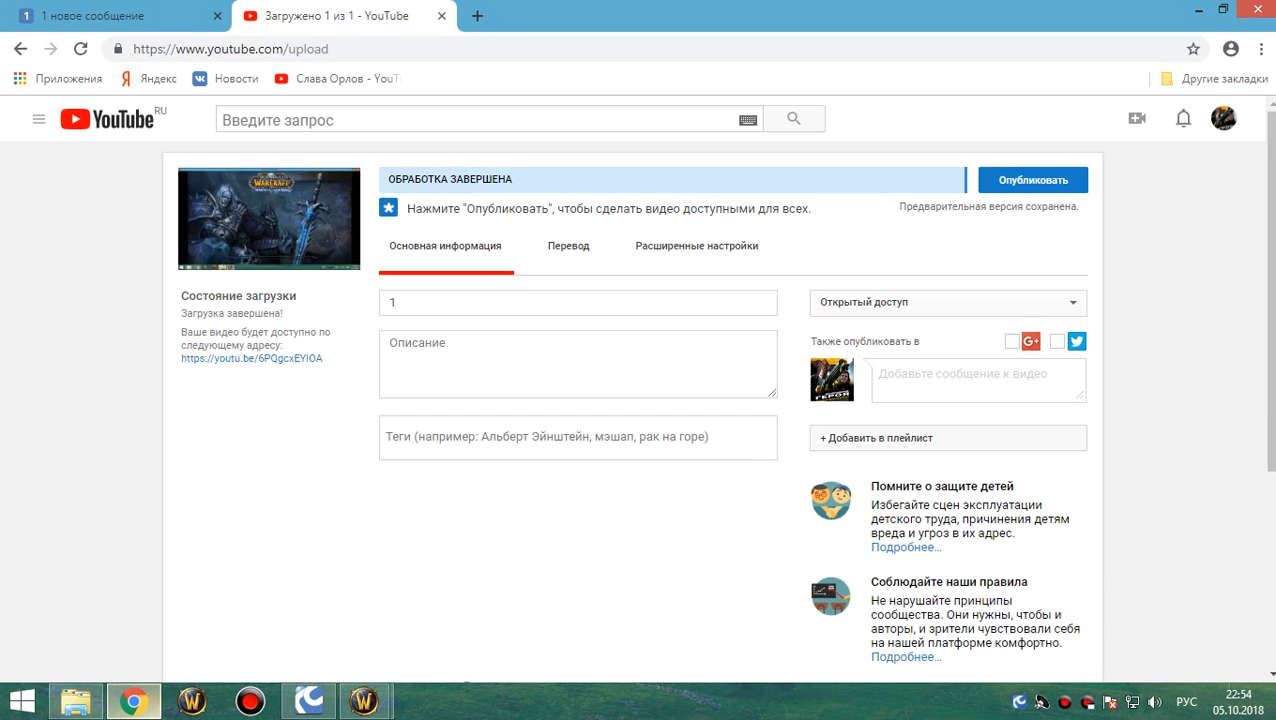 1 новое сообщение
Загружено 1 из 1 - YouTube
https://www.youtube.com/upload
Приложения
Яндекс
Новости
Слава Орлов - YouTu
Другие закладки
YouTube RU
Введите запрос
WARCRAFT
ОБРАБОТКА ЗАВЕРШЕНА
Опубликовать
Нажмите "Опубликовать", чтобы сделать видео доступными для всех.
Предварительная версия сохранена.
Основная информация
Перевод
Расширенные настройки
Состояние загрузки
Загрузка завершена!
Ваше видео будет доступно по
следующему адресу:
https://youtu.be/6PQgcxEYIOA
1
Описание
Теги (например: Альберт Эйнштейн, мэшап, рак на горе)
Открытый доступ
Также опубликовать в
G+
Добавьте сообщение к видео
+ Добавить в плейлист
Помните о защите детей
Избегайте сцен эксплуатации
детского труда, причинения детям
вреда и угроз в их адрес.
Подробнее...
Соблюдайте наши правила
Не нарушайте принципы
сообщества. Они нужны, чтобы и
авторы, и зрители чувствовали себя
на нашей платформе комфортно.
Подробнее...
РУС
22:54
05.10.2018